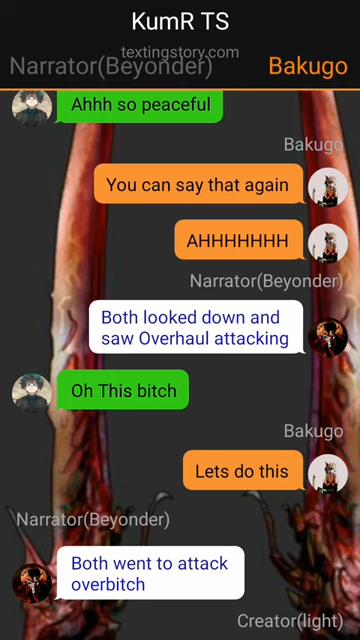 KumR TS
textingstory.com
Narrator(Beyonder) Bakugo
Ahhh so peaceful
Bakugo
You can say that again
AHHHHHHH
Narrator(Beyonder)
Both looked down and
saw Overhaul attacking
Oh This bitch
Bakugo
Lets do this
Narrator(Beyonder)
Both went to attack
overbitch
Creator(light)